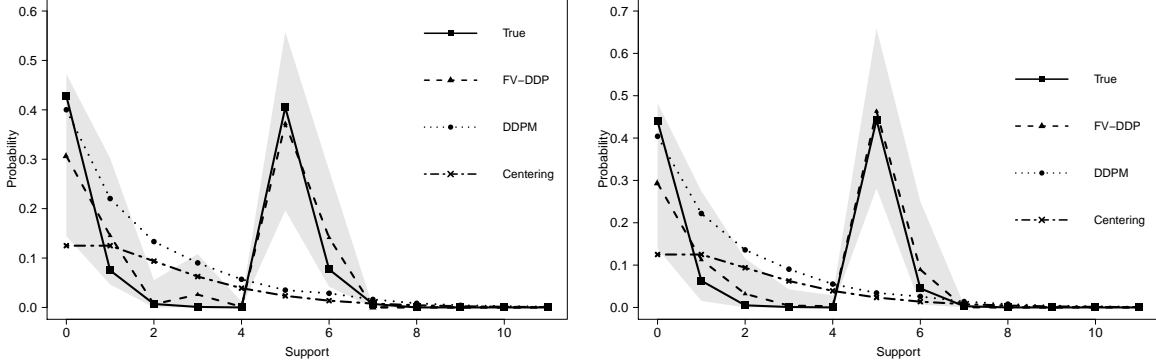 0.6
0.5
0.4
0.3
0.2
0.1
0.0
Probability
0 2 4 6 8 10
Support
True
FV−DDP
DDPM
Centering
0.7
0.6
0.5
0.4
0.3
0.2
0.1
0.0
Probability
0 2 4 6 8 10
Support
True
FV−DDP
DDPM
Centering